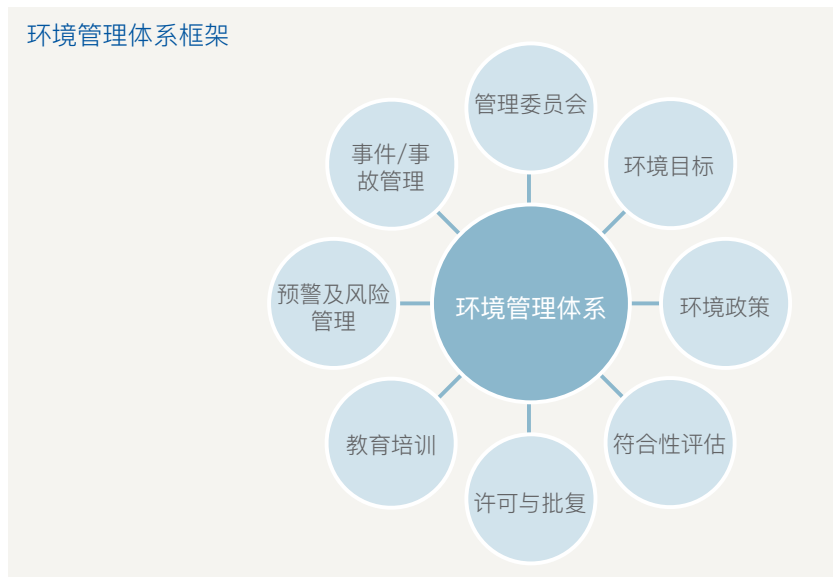 环境管理体系框架
管理委员会
环境目标
环境政策
符合性评估
许可与批复
教育培训
预警及风险
管理
事件/事
故管理
环境管理体系